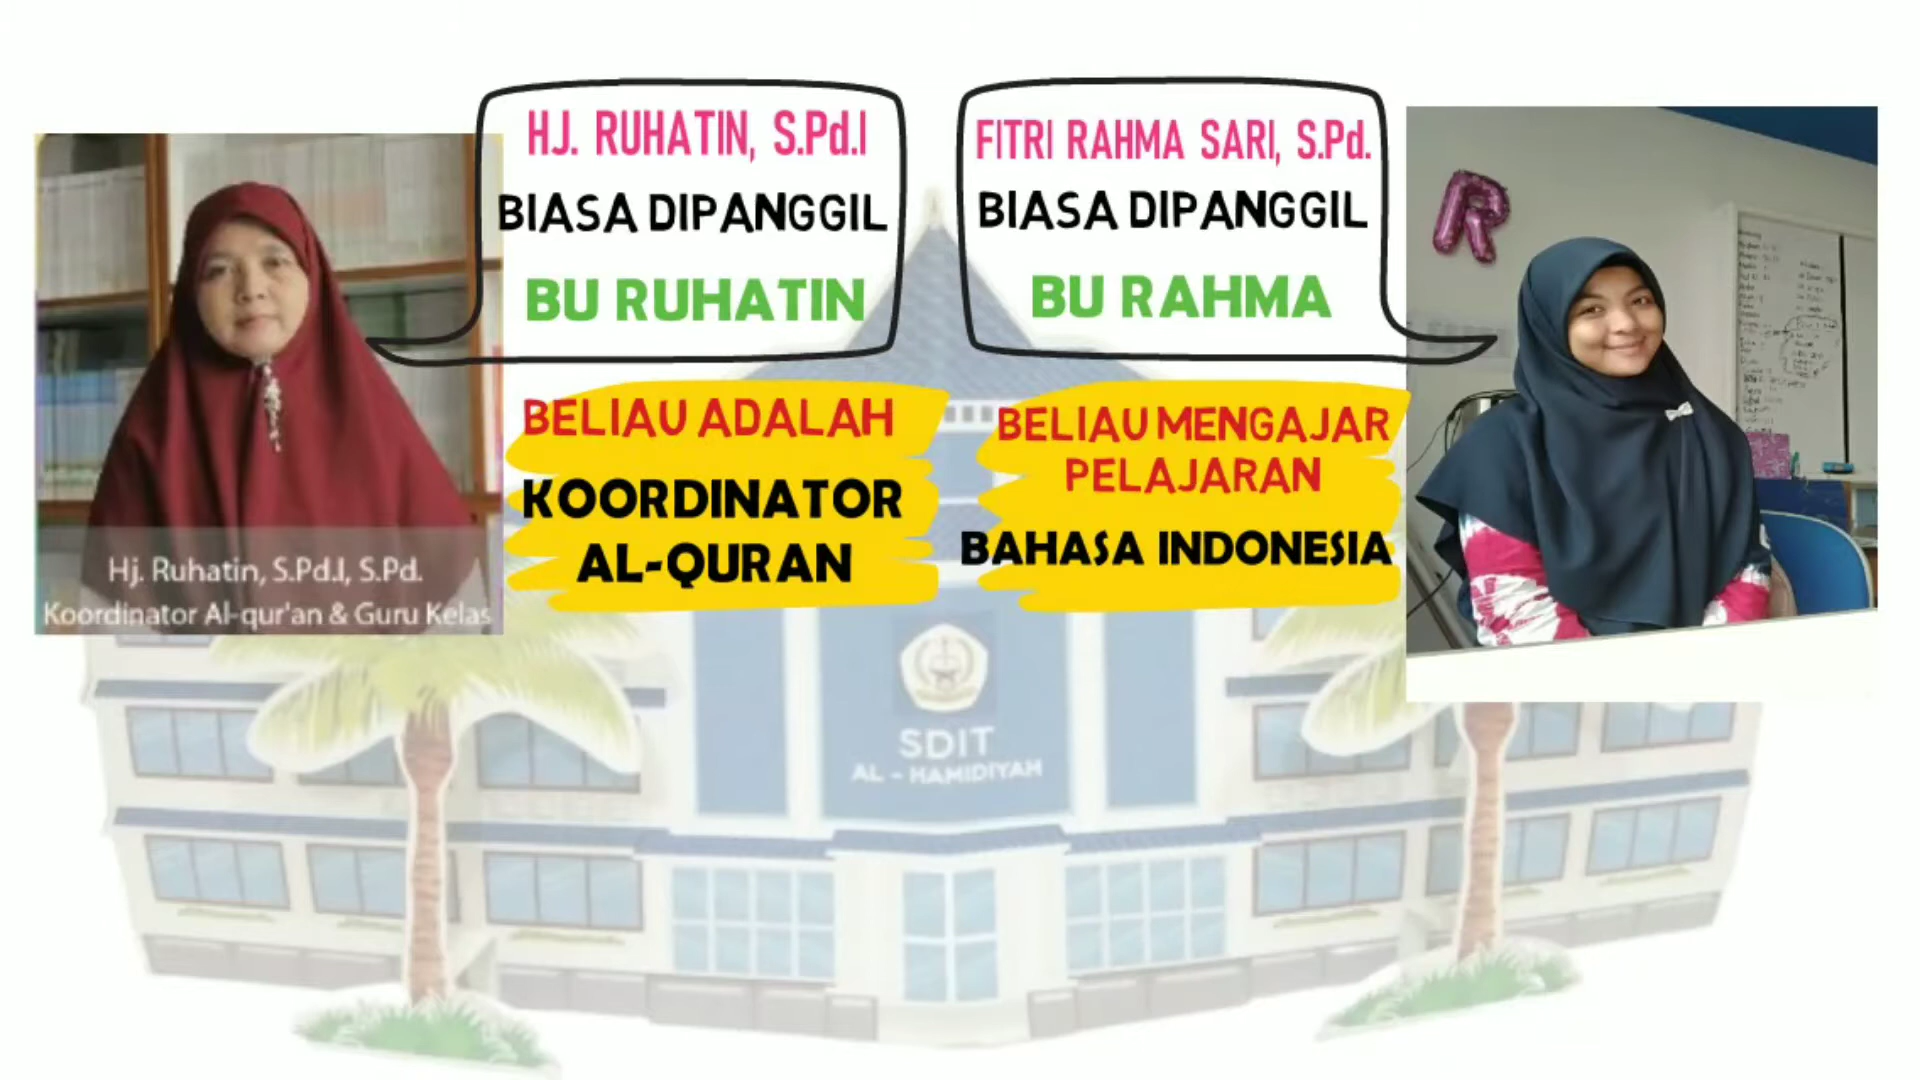 HJ. RUHATIN, S.Pd.I
BIASA DIPANGGIL
BU RUHATIN
BELIAU ADALAH
KOORDINATOR
AL-QURAN
Hj. Ruhatin, S.Pd.I, S.Pd.
Koordinator Al-qur'an & Guru Kelas
FITRI RAHMA SARI, S.Pd.
BIASA DIPANGGIL
BU RAHMA
BELIAU MENGAJAR
PELAJARAN
BAHASA INDONESIA
R
SDIT
AL - HAMIDIYAH